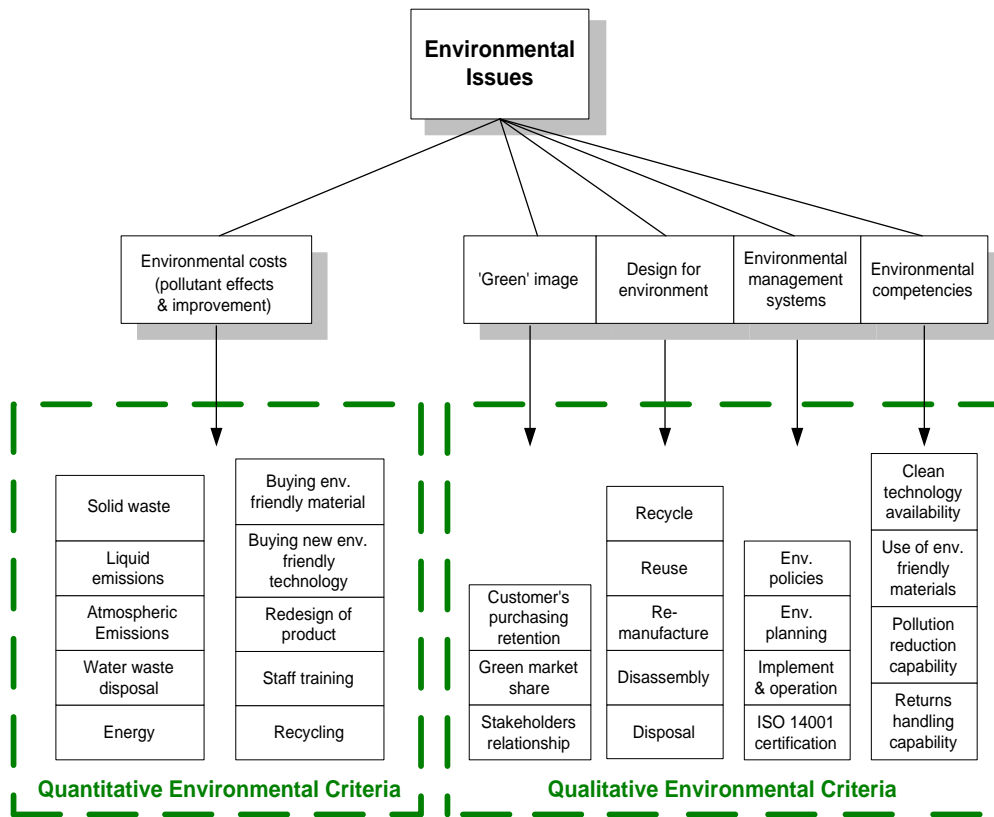 Environmental
Issues
Environmental costs
(pollutant effects
& improvement)
'Green' image
Design for
environment
Environmental
management
systems
Environmental
competencies
Solid waste
Liquid
emissions
Atmospheric
Emissions
Water waste
disposal
Energy
Buying env.
friendly material
Buying new env.
friendly
technology
Redesign of
product
Staff training
Recycling
Customer's
purchasing
retention
Green market
share
Stakeholders
relationship
Recycle
Reuse
Re-
manufacture
Disassembly
Disposal
Env.
policies
Env.
planning
Implement
& operation
ISO 14001
certification
Clean
technology
availability
Use of env.
friendly
materials
Pollution
reduction
capability
Returns
handling
capability
Quantitative Environmental Criteria
Qualitative Environmental Criteria